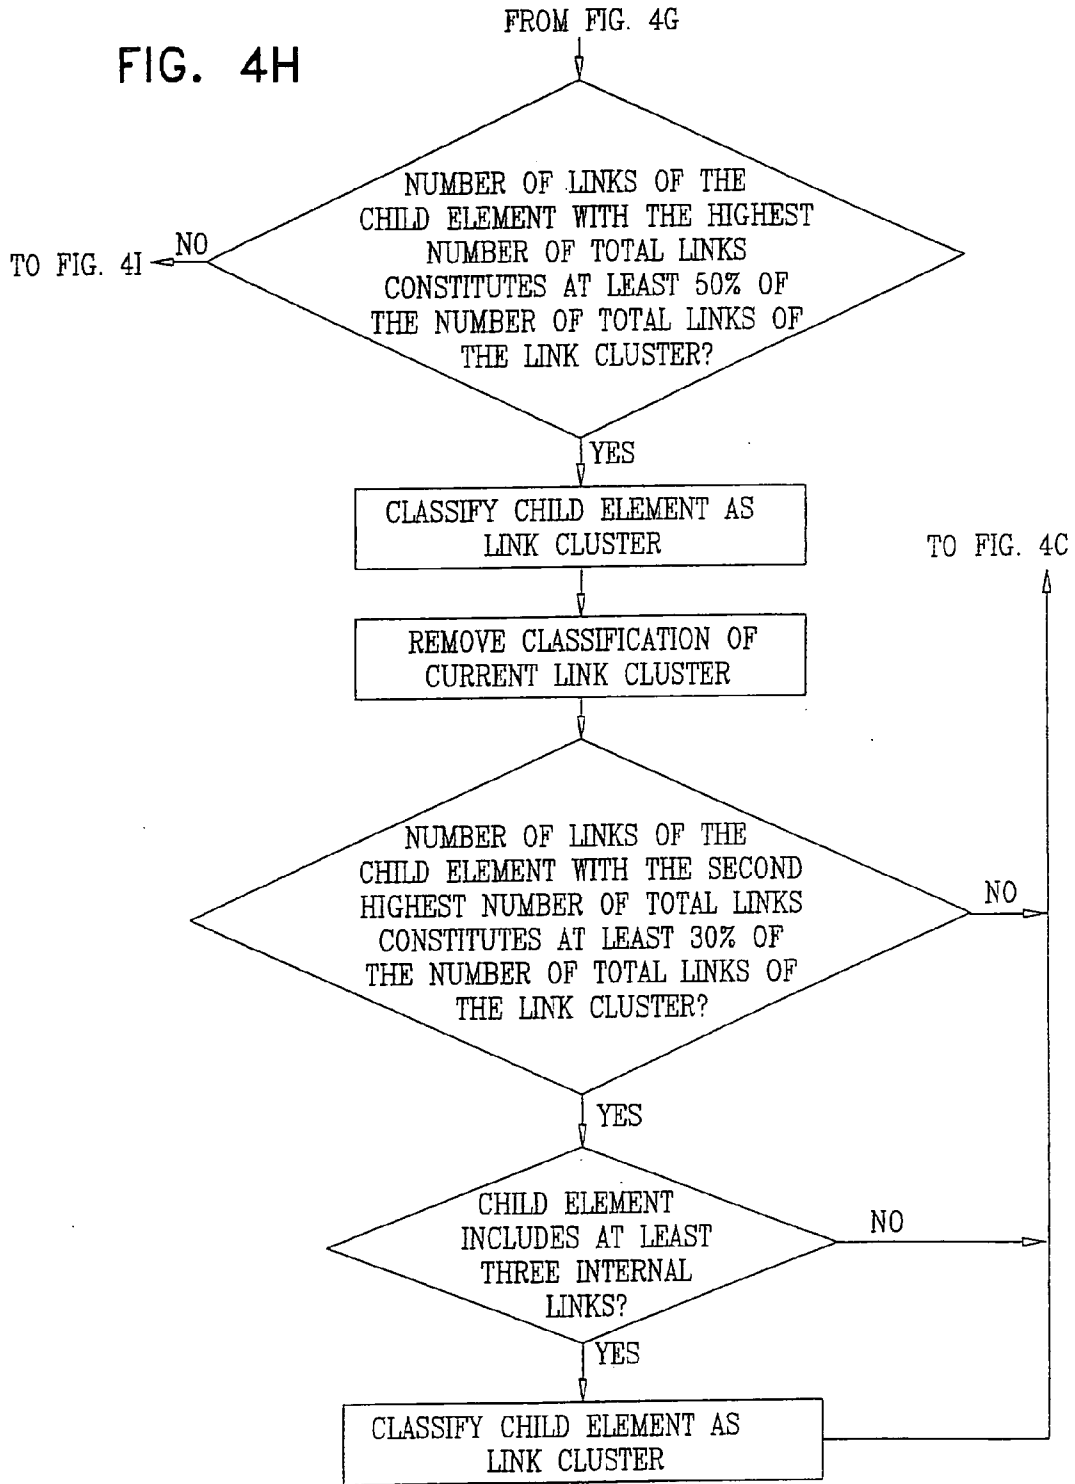 FROM FIG. 4G
FIG. 4H
NUMBER OF LINKS OF THE
CHILD ELEMENT WITH THE HIGHEST
NUMBER OF TOTAL LINKS
CONSTITUTES AT LEAST 50% OF
THE NUMBER OF TOTAL LINKS OF
THE LINK CLUSTER?
NO
TO FIG. 4I
YES
CLASSIFY CHILD ELEMENT AS
LINK CLUSTER
TO FIG. 4C
REMOVE CLASSIFICATION OF
CURRENT LINK CLUSTER
NUMBER OF LINKS OF THE
CHILD ELEMENT WITH THE SECOND
HIGHEST NUMBER OF TOTAL LINKS
CONSTITUTES AT LEAST 30% OF
THE NUMBER OF TOTAL LINKS OF
THE LINK CLUSTER?
NO
YES
CHILD ELEMENT
INCLUDES AT LEAST
THREE INTERNAL
LINKS?
NO
YES
CLASSIFY CHILD ELEMENT AS
LINK CLUSTER